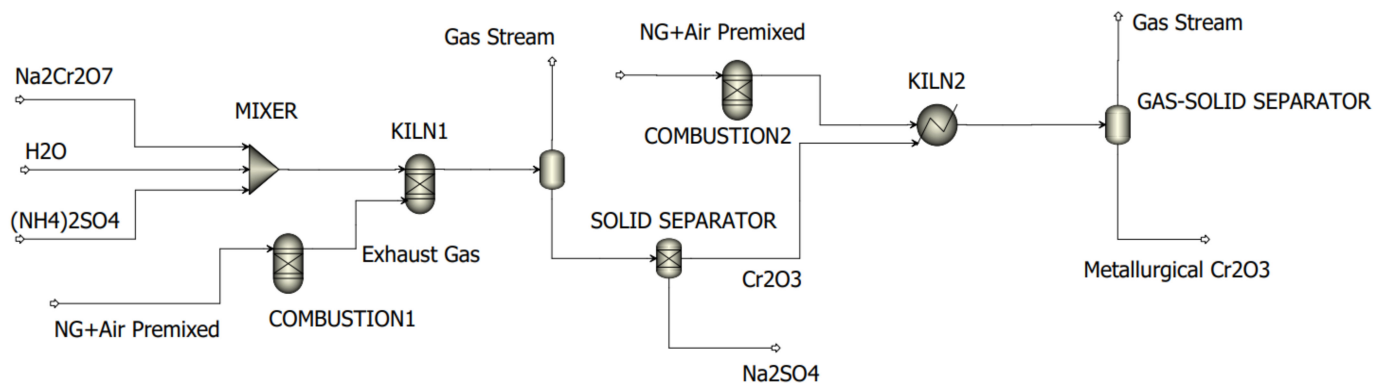 Gas Stream
NG+Air Premixed
Gas Stream
Na2Cr2O7
KILN2
MIXER
GAS-SOLID SEPARATOR
KILN1
COMBUSTION2
H2O
(NH4)2SO4
SOLID SEPARATOR
Exhaust Gas
Cr2O3
Metallurgical Cr2O3
COMBUSTION1
NG+Air Premixed
Na2SO4